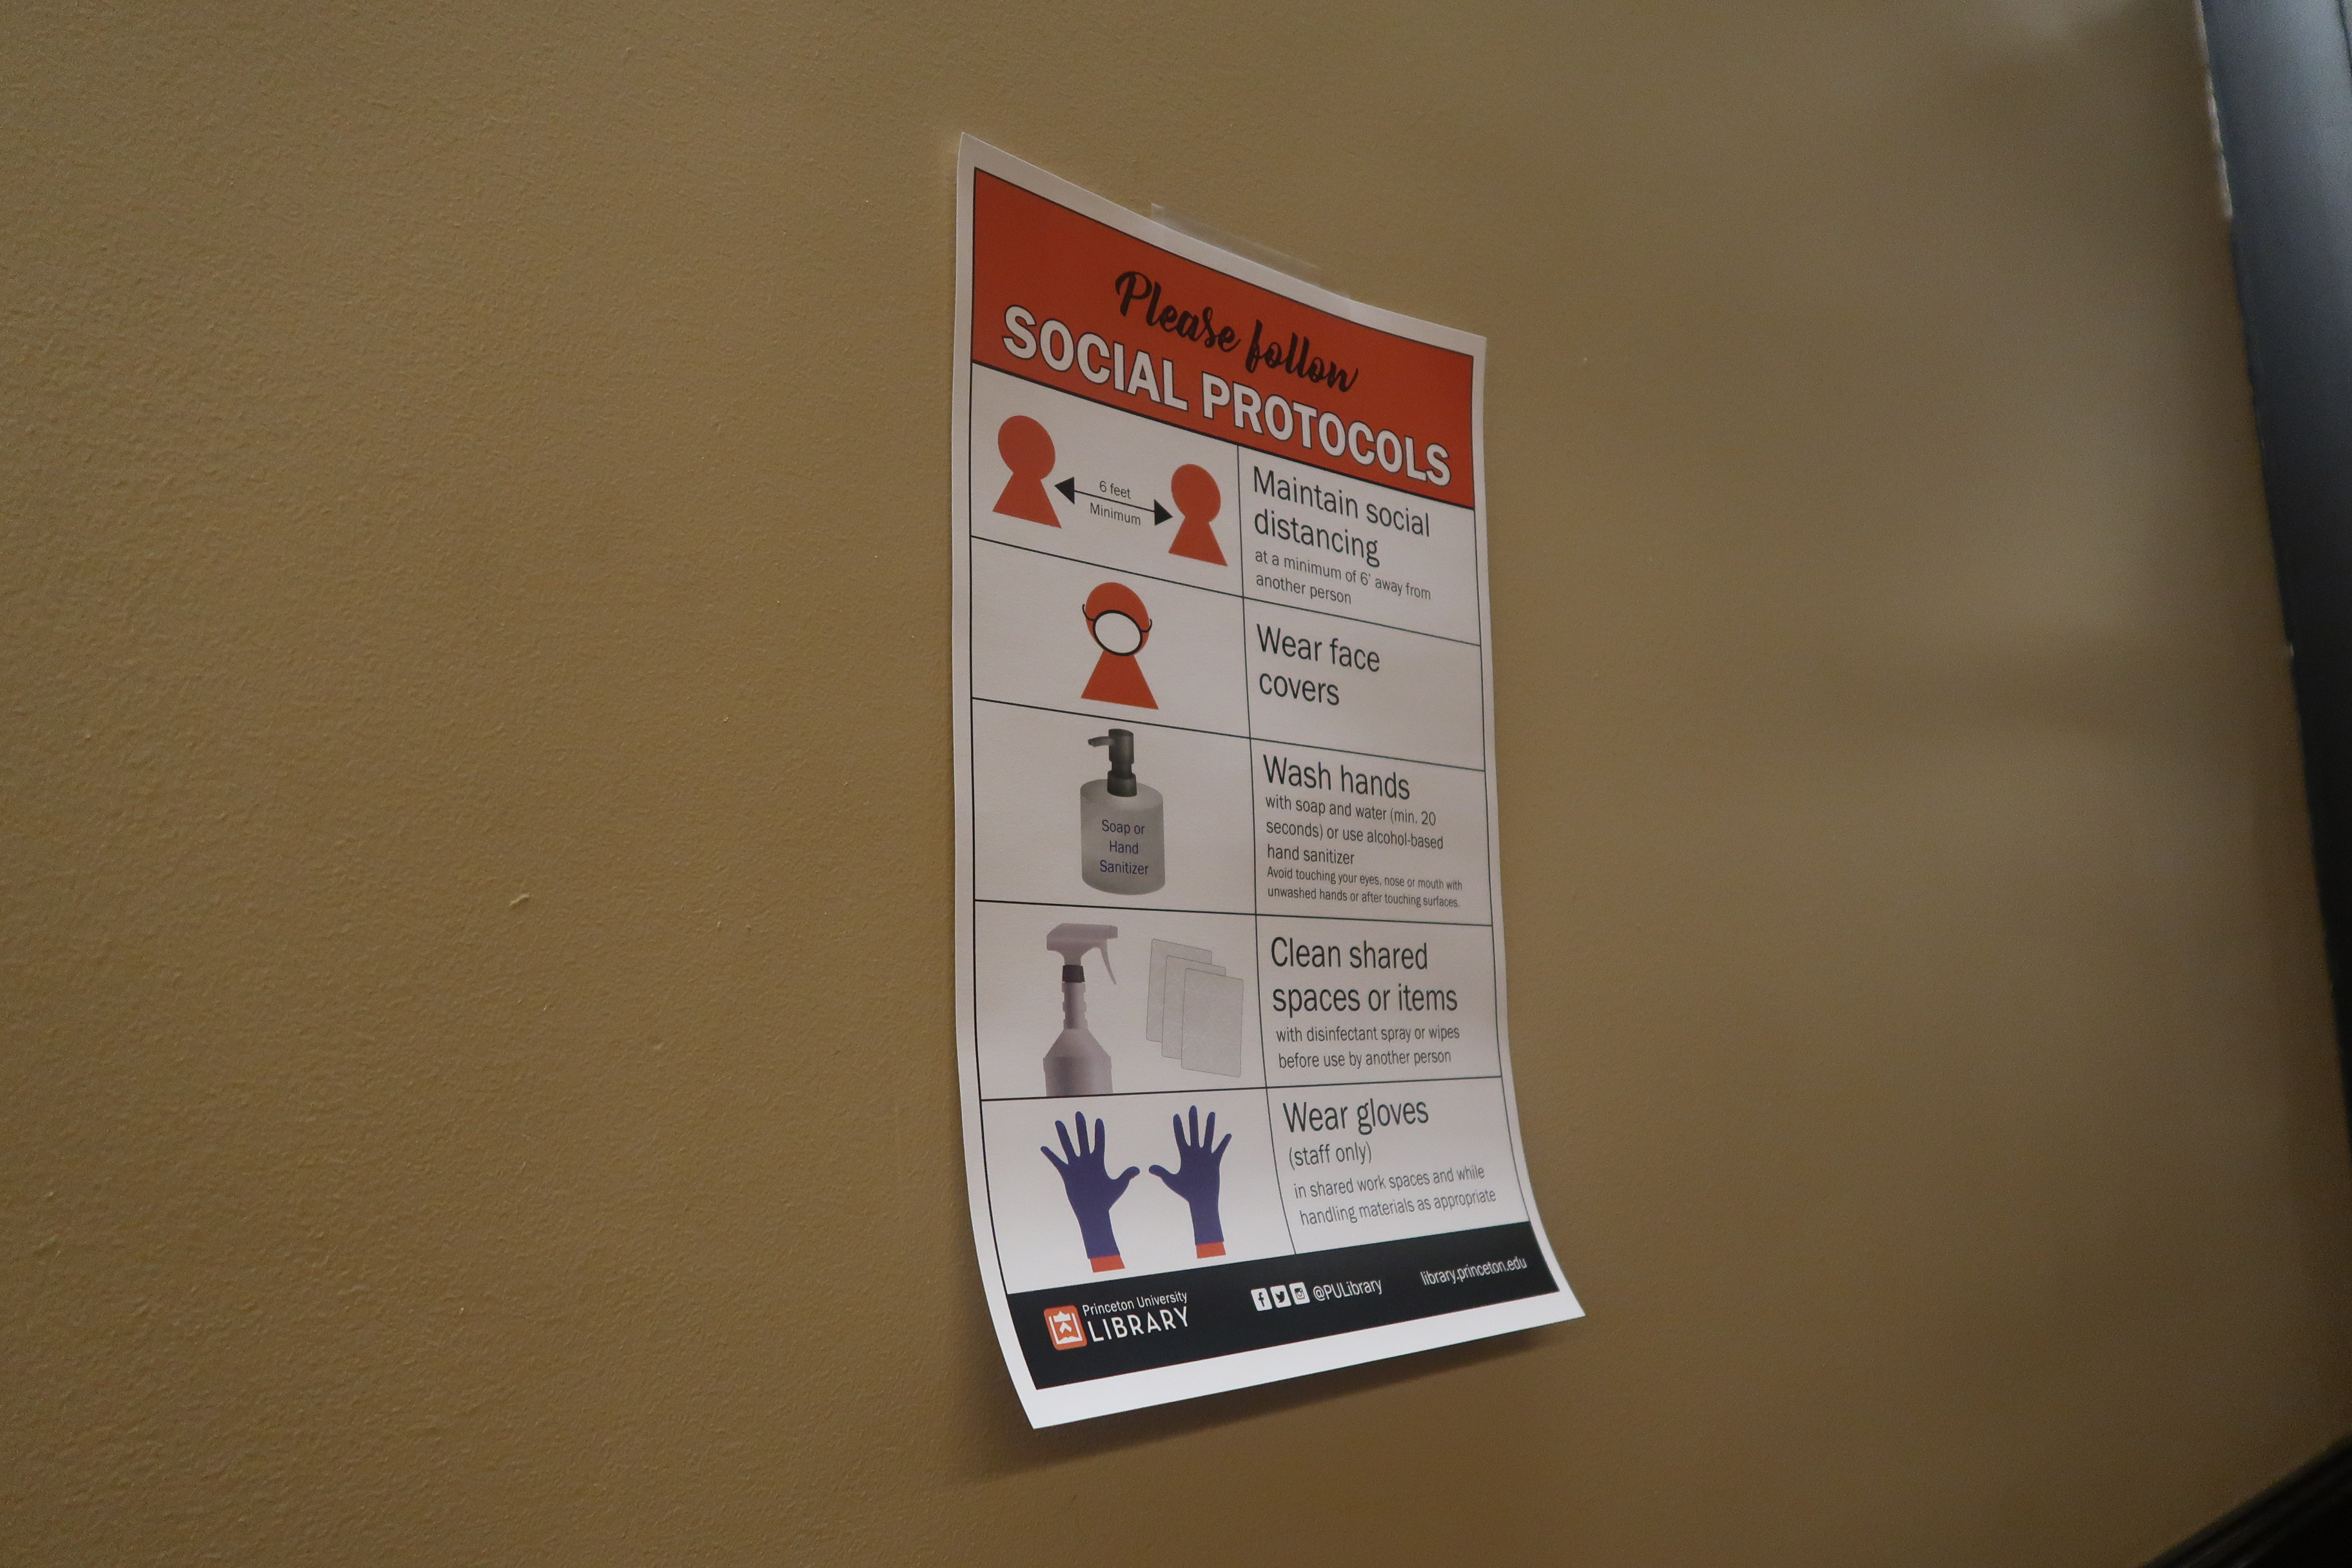 Please follow
SOCIAL PROTOCOLS
6 feet
Minimum
Maintain social
distancing
at a minimum of 6' away from
another person
Wear face
covers
Soap or
Hand
Sanitizer
Wash hands
with soap and water (min. 20
seconds) or use alcohol-based
hand sanitizer
Avoid touching your eyes, nose or mouth with
unwashed hands or after touching surfaces.
Clean shared
spaces or items
with disinfectant spray or wipes
before use by another person
Wear gloves
(staff only)
in shared work spaces and while
handling materials as appropriate
Princeton University
LIBRARY
@PULibrary
library.princeton.edu